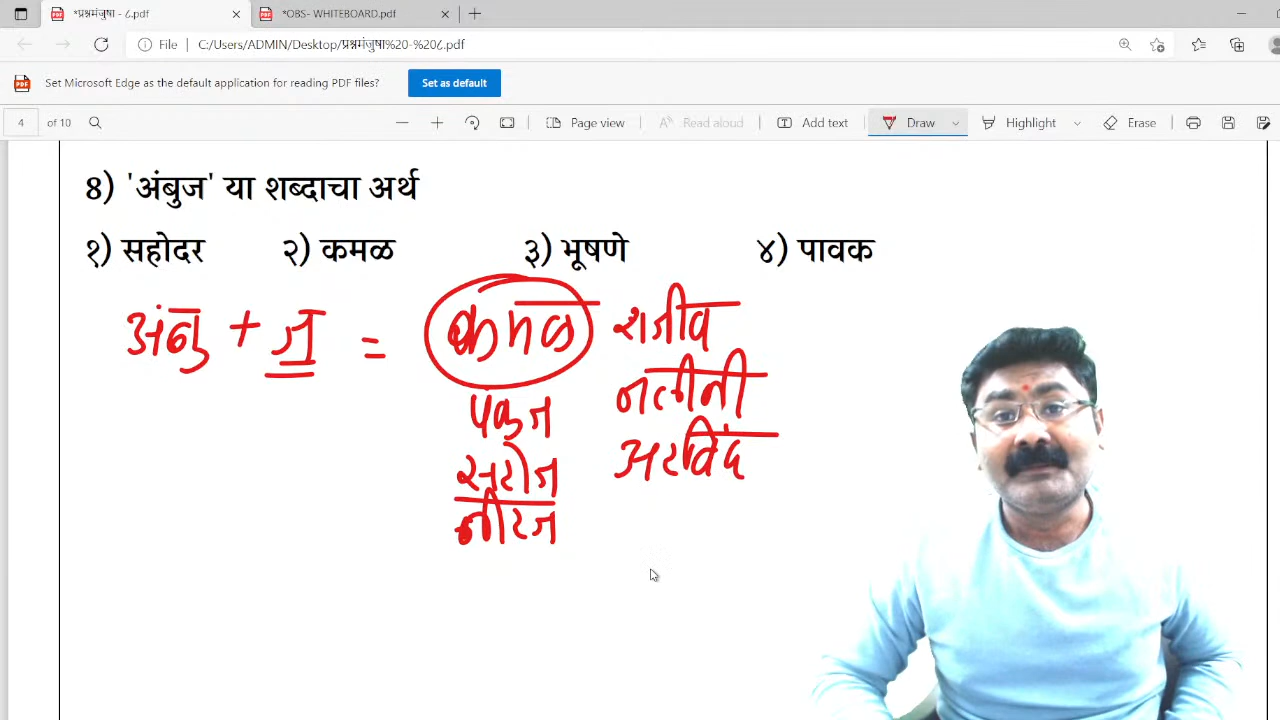 *प्रश्नमंजुषा - ८.pdf
*OBS- WHITEBOARD.pdf
File C:/Users/ADMIN/Desktop/प्रश्नमंजुषा%20-%20८.pdf
Set Microsoft Edge as the default application for reading PDF files? Set as default
4 of 10 Page view Read aloud Add text Draw Highlight Erase
8) 'अंबुज' या शब्दाचा अर्थ
१) सहोदर २) कमळ ३) भूषणे ४) पावक
अंबु + ज = कमळ राजीव
पंकज नलीनी
सरोज अरविंद
नीरज